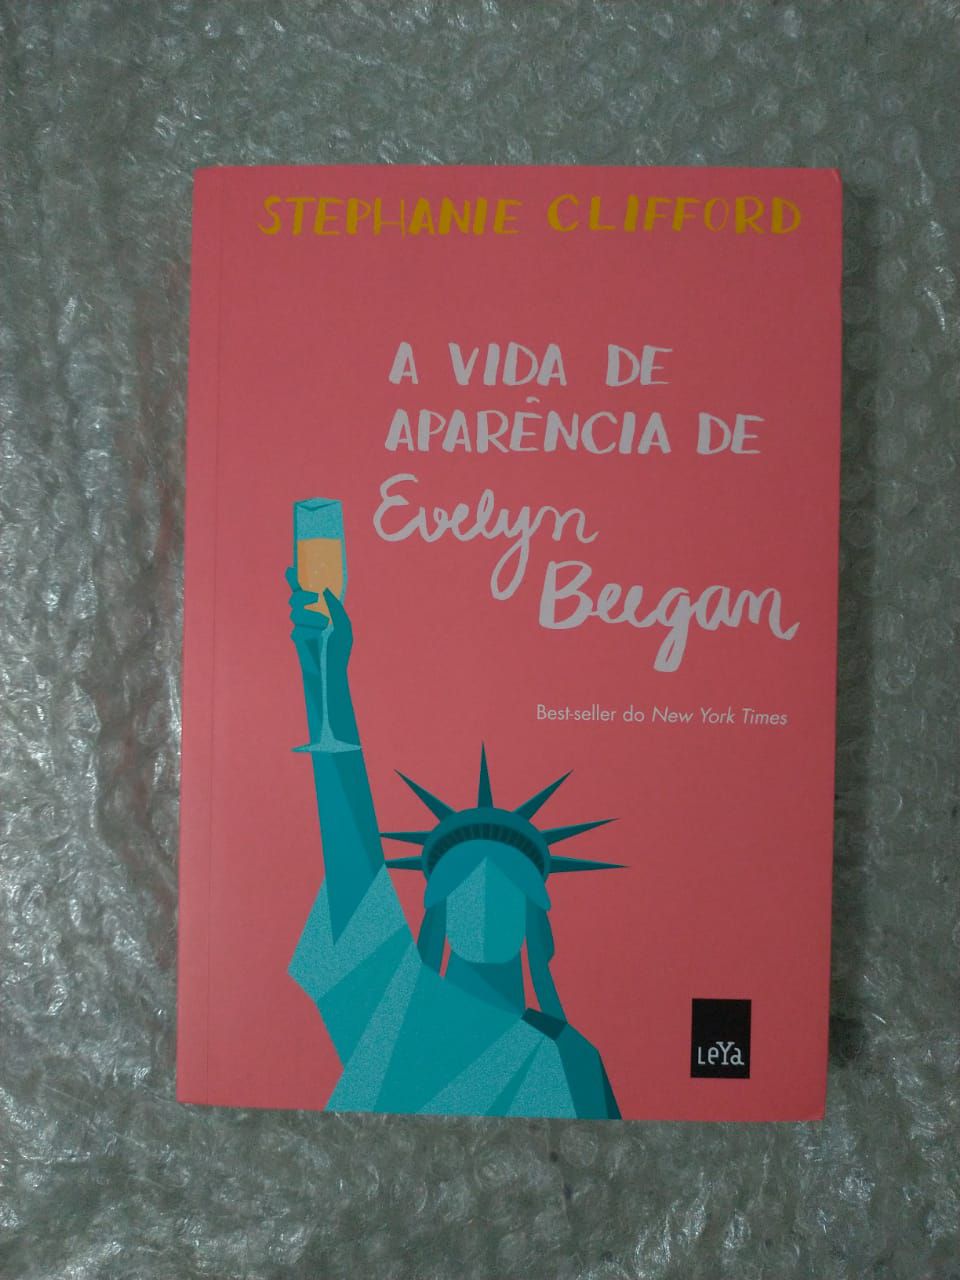 STEPHANIE CLIFFORD
A VIDA DE
APARÊNCIA DE
Evelyn
Beegan
Best-seller do New York Times
LeYa